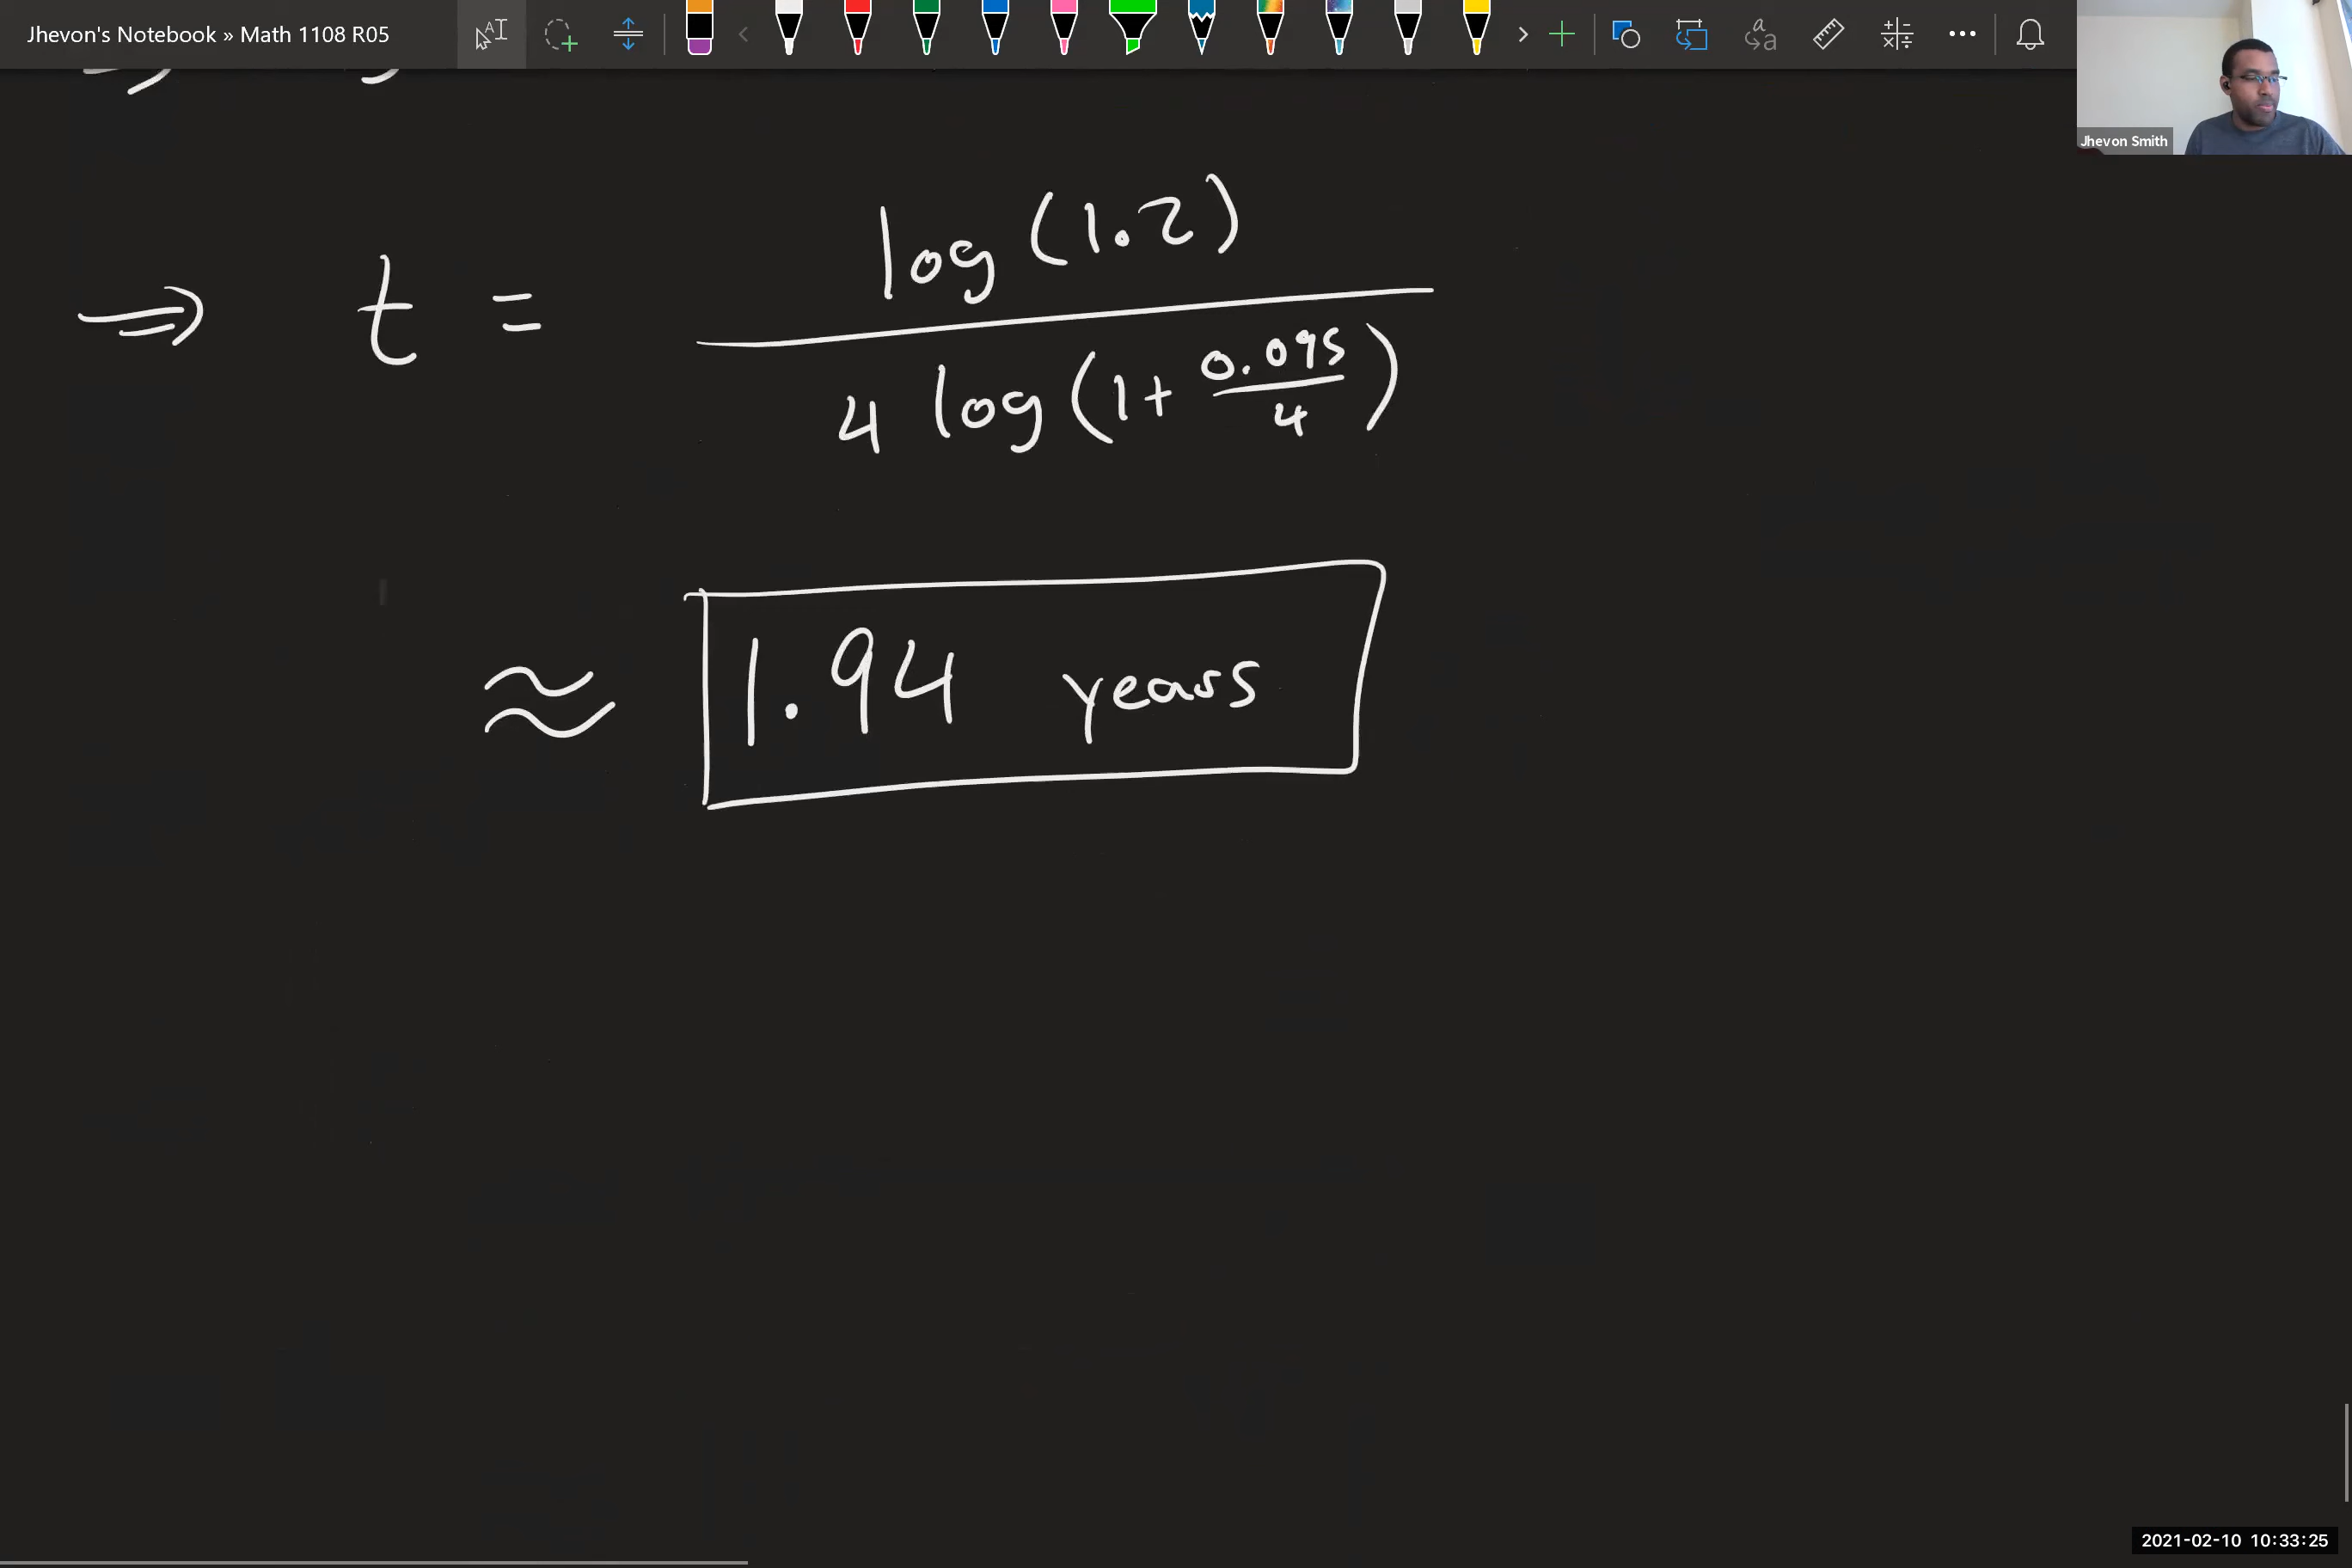 Jhevon's Notebook » Math 1108 R05
Jhevon Smith
⇒ t = log (1.2)
4 log (1 + 0.095/4)
≈ 1.94 years
2021-02-10 10:33:25